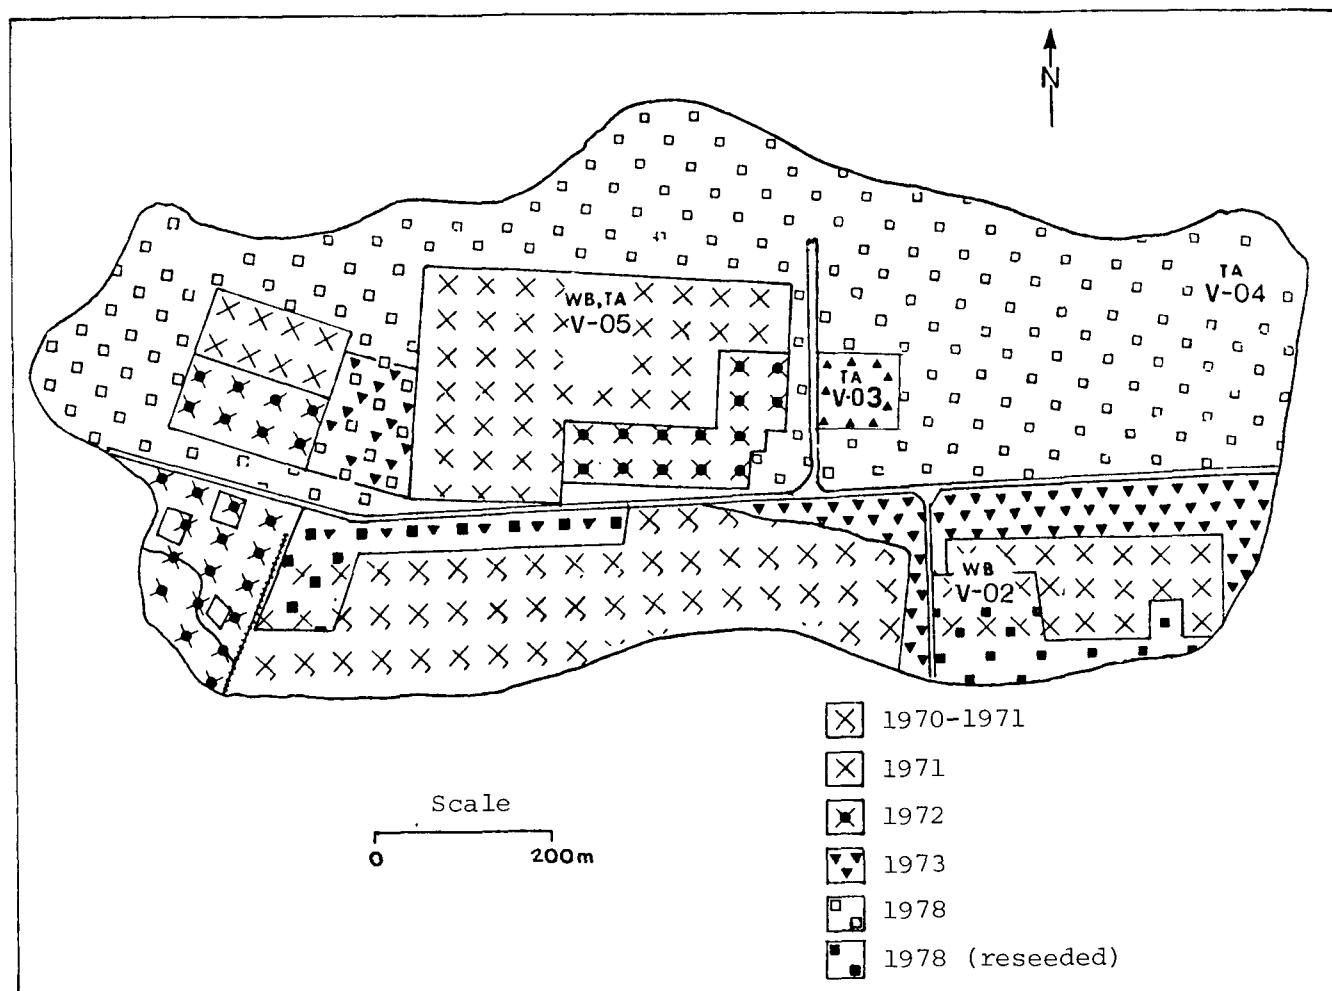 N
TA
V-04
WB,TA
V-05
TA
V-03
WB
V-02
1970-1971
1971
1972
1973
1978
1978 (reseeded)
Scale
0 200m